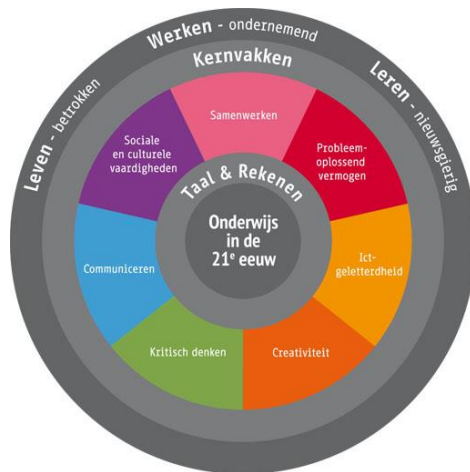 Leven - betrokken
Werken - ondernemend
Leren - nieuwsgierig
Kernvakken
Samenwerken
Probleem-
oplossend
vermogen
Ict-
geletterdheid
Creativiteit
Kritisch denken
Communiceren
Sociale
en culturele
vaardigheden
Taal & Rekenen
Onderwijs
in de
21e eeuw